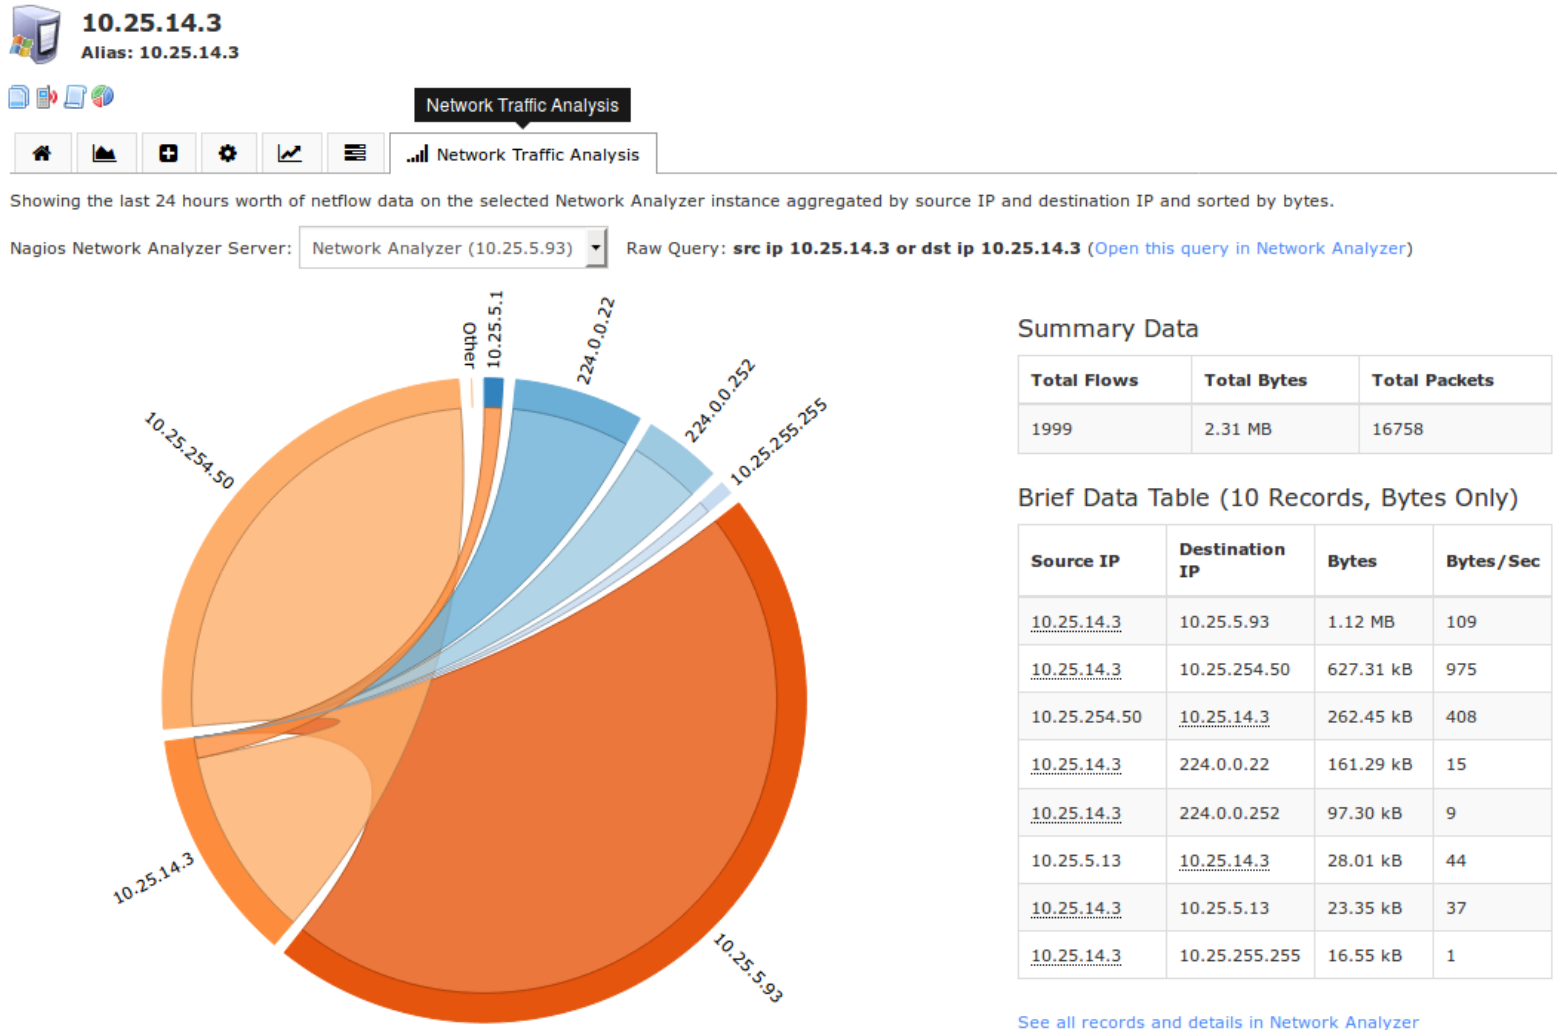 10.25.14.3
Alias: 10.25.14.3
Network Traffic Analysis
Network Traffic Analysis
Showing the last 24 hours worth of netflow data on the selected Network Analyzer instance aggregated by source IP and destination IP and sorted by bytes.
Nagios Network Analyzer Server: Network Analyzer (10.25.5.93) Raw Query: src ip 10.25.14.3 or dst ip 10.25.14.3 (Open this query in Network Analyzer)
Other
10.25.5.1
224.0.0.22
224.0.0.252
10.25.255.255
10.25.254.50
10.25.14.3
10.25.5.93
Summary Data
Total Flows Total Bytes Total Packets
1999 2.31 MB 16758
Brief Data Table (10 Records, Bytes Only)
Source IP Destination IP Bytes Bytes/Sec
10.25.14.3 10.25.5.93 1.12 MB 109
10.25.14.3 10.25.254.50 627.31 kB 975
10.25.254.50 10.25.14.3 262.45 kB 408
10.25.14.3 224.0.0.22 161.29 kB 15
10.25.14.3 224.0.0.252 97.30 kB 9
10.25.5.13 10.25.14.3 28.01 kB 44
10.25.14.3 10.25.5.13 23.35 kB 37
10.25.14.3 10.25.255.255 16.55 kB 1
See all records and details in Network Analyzer